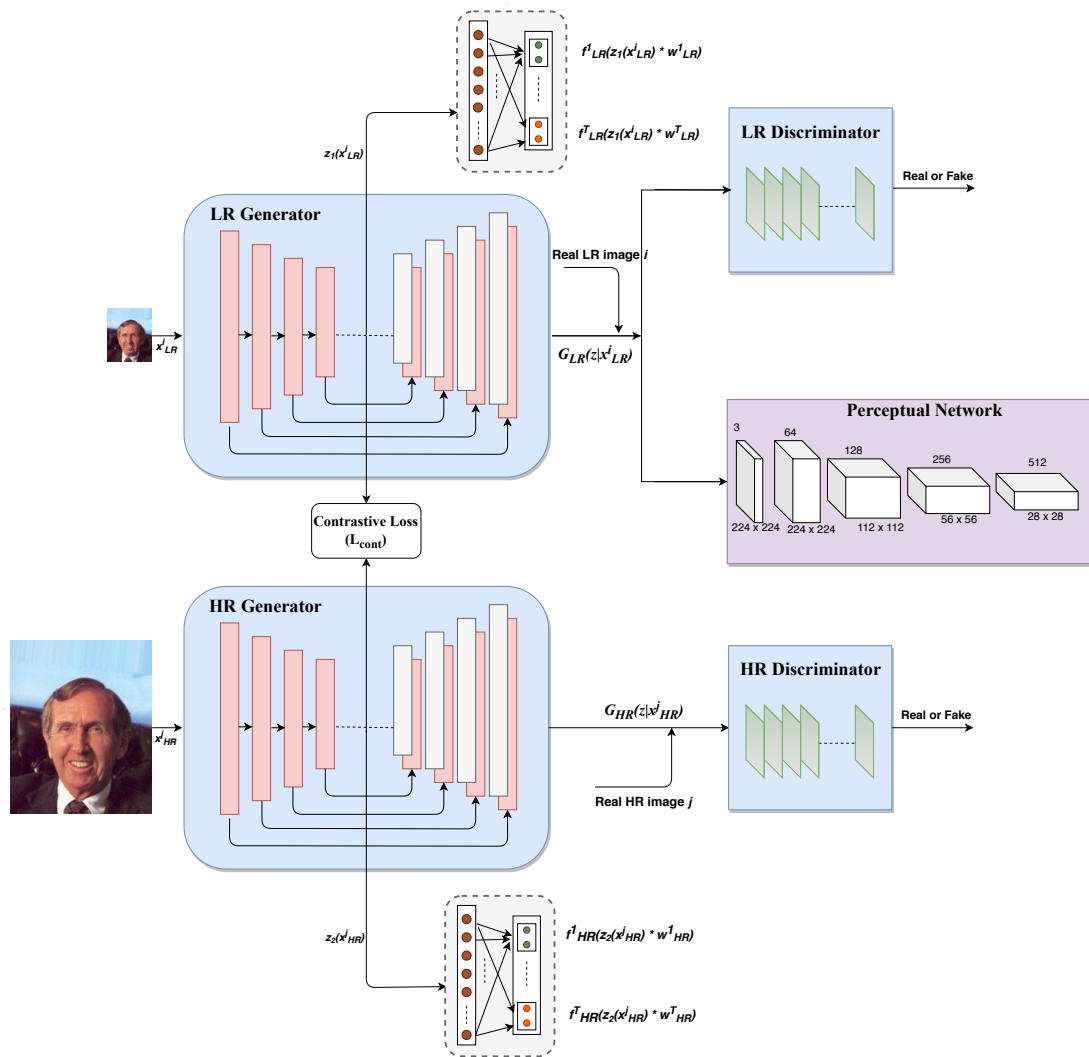 f¹LR(z₁(xⁱLR) * w¹LR)
fᵀLR(z₁(xⁱLR) * wᵀLR)
z₁(xⁱLR)
LR Discriminator
Real or Fake
LR Generator
Real LR image i
xⁱLR
GLR(z|xⁱLR)
Perceptual Network
3
64
128
256
512
224 x 224
224 x 224
112 x 112
56 x 56
28 x 28
Contrastive Loss
(Lcont)
HR Generator
HR Discriminator
Real or Fake
xʲHR
GHR(z|xʲHR)
Real HR image j
z₂(xʲHR)
f¹HR(z₂(xʲHR) * w¹HR)
fᵀHR(z₂(xʲHR) * wᵀHR)